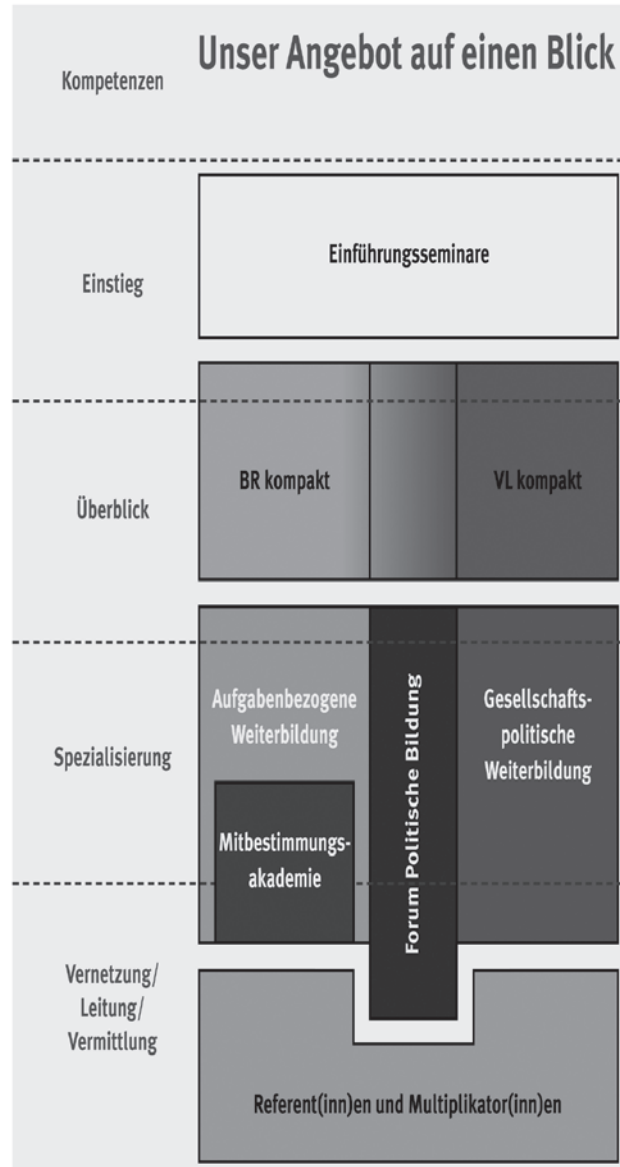 Unser Angebot auf einen Blick
Kompetenzen
Einstieg
Einführungsseminare
Überblick
BR kompakt
VL kompakt
Spezialisierung
Aufgabenbezogene
Weiterbildung
Mitbestimmungs-
akademie
Forum Politische Bildung
Gesellschafts-
politische
Weiterbildung
Vernetzung/
Leitung/
Vermittlung
Referent(inn)en und Multiplikator(inn)en